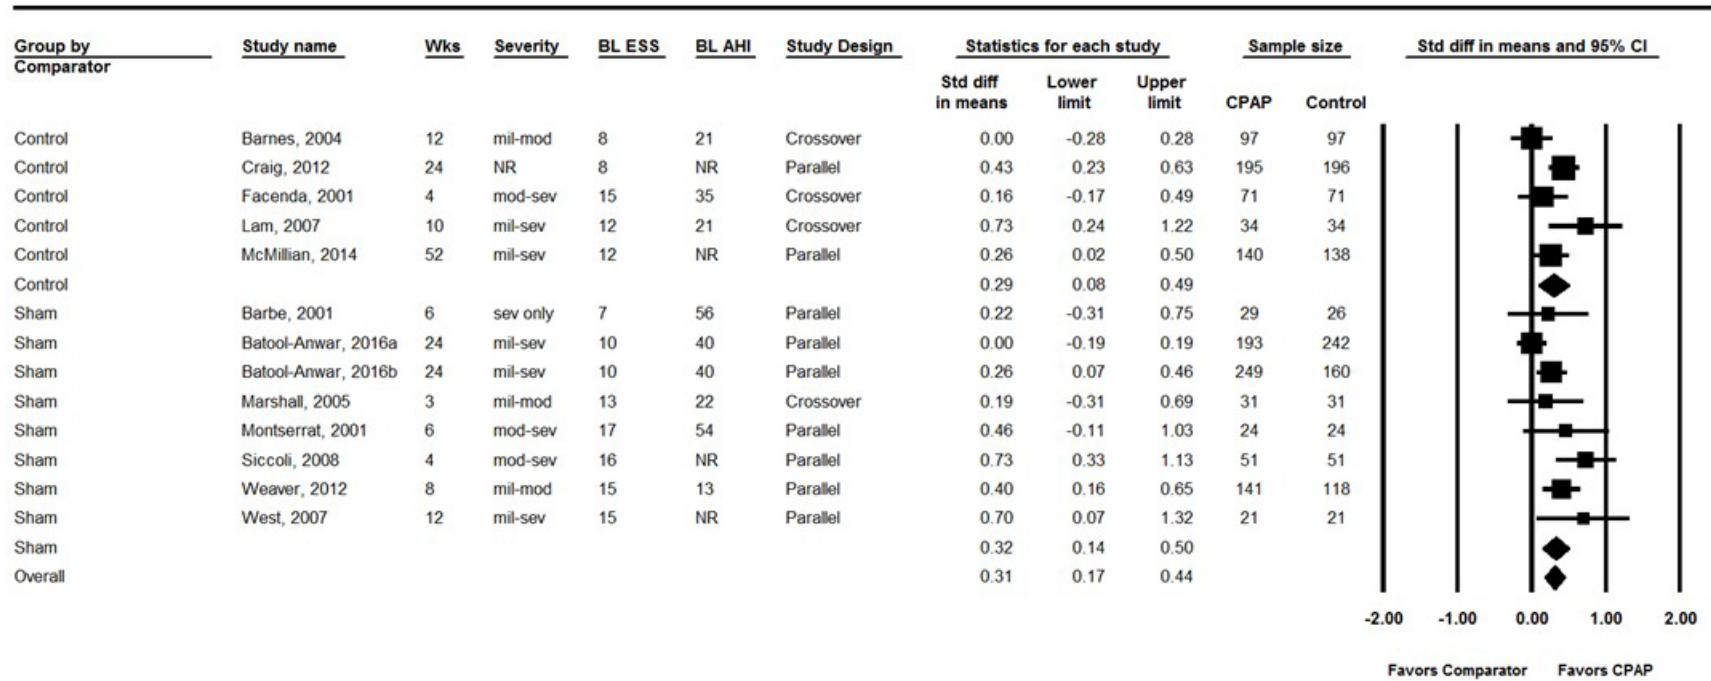 Group by Comparator Study name Wks Severity BL ESS BL AHI Study Design Statistics for each study Sample size Std diff in means and 95% CI
Std diff in means Lower limit Upper limit CPAP Control
Control Barnes, 2004 12 mil-mod 8 21 Crossover 0.00 -0.28 0.28 97 97
Control Craig, 2012 24 NR 8 NR Parallel 0.43 0.23 0.63 195 196
Control Facenda, 2001 4 mod-sev 15 35 Crossover 0.16 -0.17 0.49 71 71
Control Lam, 2007 10 mil-sev 12 21 Crossover 0.73 0.24 1.22 34 34
Control McMillian, 2014 52 mil-sev 12 NR Parallel 0.26 0.02 0.50 140 138
Control 0.29 0.08 0.49
Sham Barbe, 2001 6 sev only 7 56 Parallel 0.22 -0.31 0.75 29 26
Sham Batool-Anwar, 2016a 24 mil-sev 10 40 Parallel 0.00 -0.19 0.19 193 242
Sham Batool-Anwar, 2016b 24 mil-sev 10 40 Parallel 0.26 0.07 0.46 249 160
Sham Marshall, 2005 3 mil-mod 13 22 Crossover 0.19 -0.31 0.69 31 31
Sham Montserrat, 2001 6 mod-sev 17 54 Parallel 0.46 -0.11 1.03 24 24
Sham Siccoli, 2008 4 mod-sev 16 NR Parallel 0.73 0.33 1.13 51 51
Sham Weaver, 2012 8 mil-mod 15 13 Parallel 0.40 0.16 0.65 141 118
Sham West, 2007 12 mil-sev 15 NR Parallel 0.70 0.07 1.32 21 21
Sham 0.32 0.14 0.50
Overall 0.31 0.17 0.44
-2.00 -1.00 0.00 1.00 2.00
Favors Comparator Favors CPAP